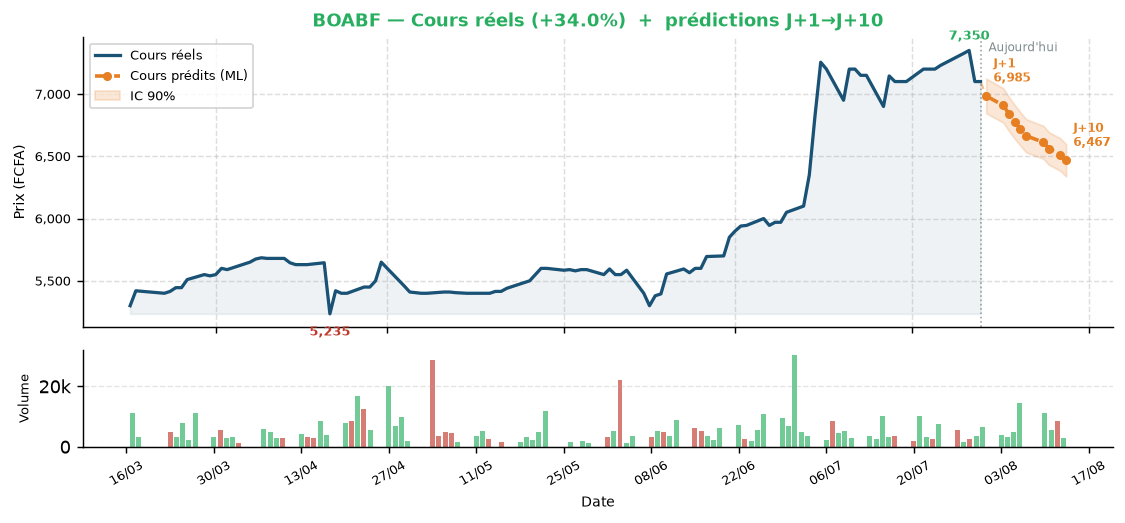 BOABF — Cours réels (+34.0%)  +  prédictions J+1→J+10
Cours réels
Cours prédits (ML)
IC 90%
7,350
Aujourd'hui
J+1
6,985
J+10
6,467
5,235
Prix (FCFA)
7,000
6,500
6,000
5,500
Volume
20k
0
16/03
30/03
13/04
27/04
11/05
25/05
08/06
22/06
06/07
20/07
03/08
17/08
Date